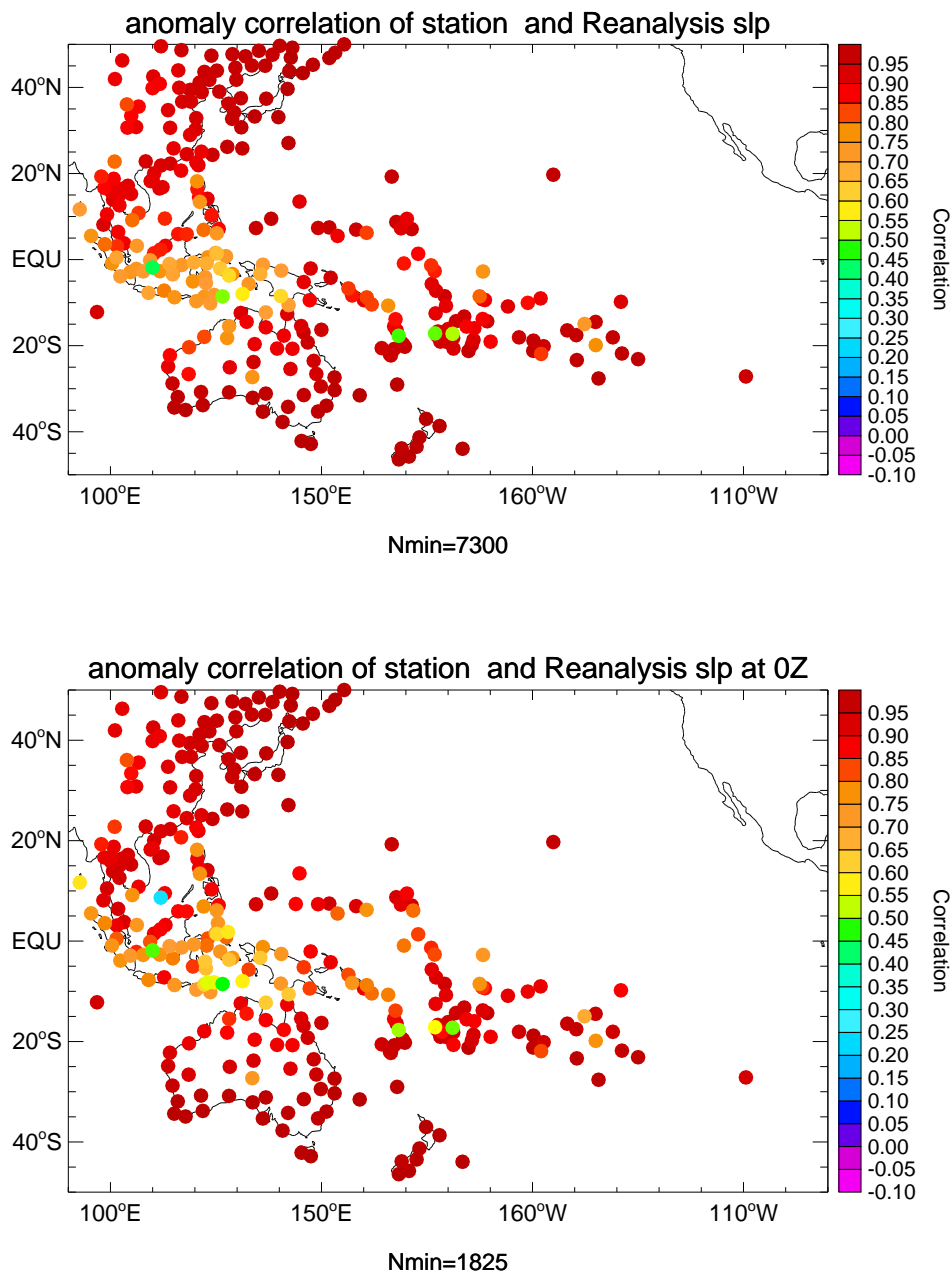 anomaly correlation of station  and Reanalysis slp
40°N
20°N
EQU
20°S
40°S
100°E
150°E
160°W
110°W
0.95
0.90
0.85
0.80
0.75
0.70
0.65
0.60
0.55
0.50
0.45
0.40
0.35
0.30
0.25
0.20
0.15
0.10
0.05
0.00
-0.05
-0.10
Correlation
Nmin=7300
anomaly correlation of station  and Reanalysis slp at 0Z
40°N
20°N
EQU
20°S
40°S
100°E
150°E
160°W
110°W
0.95
0.90
0.85
0.80
0.75
0.70
0.65
0.60
0.55
0.50
0.45
0.40
0.35
0.30
0.25
0.20
0.15
0.10
0.05
0.00
-0.05
-0.10
Correlation
Nmin=1825